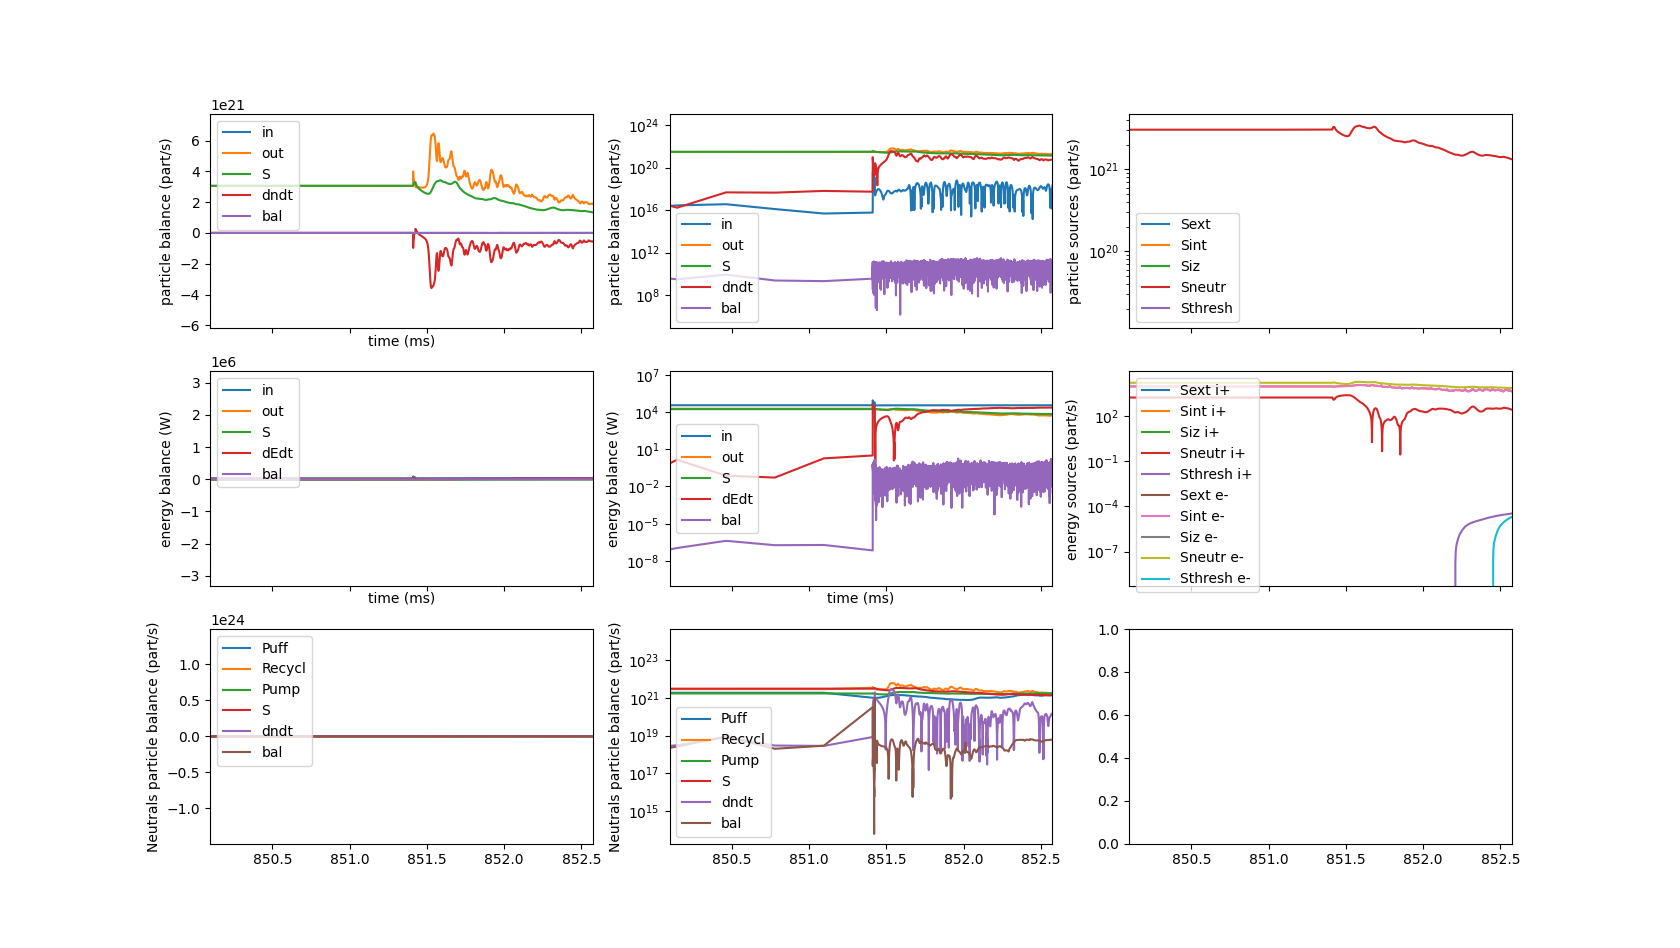 1e21
particle balance (part/s)
6
4
2
0
−2
−4
−6
in
out
S
dndt
bal
time (ms)
particle balance (part/s)
10^24
10^20
10^16
10^12
10^8
in
out
S
dndt
bal
particle sources (part/s)
10^21
10^20
Sext
Sint
Siz
Sneutr
Sthresh
1e6
energy balance (W)
3
2
1
0
−1
−2
−3
in
out
S
dEdt
bal
time (ms)
energy balance (W)
10^7
10^4
10^1
10^−2
10^−5
10^−8
in
out
S
dEdt
bal
time (ms)
energy sources (part/s)
10^2
10^−1
10^−4
10^−7
Sext i+
Sint i+
Siz i+
Sneutr i+
Sthresh i+
Sext e-
Sint e-
Siz e-
Sneutr e-
Sthresh e-
1e24
Neutrals particle balance (part/s)
1.0
0.5
0.0
−0.5
−1.0
Puff
Recycl
Pump
S
dndt
bal
850.5 851.0 851.5 852.0 852.5
Neutrals particle balance (part/s)
10^23
10^21
10^19
10^17
10^15
Puff
Recycl
Pump
S
dndt
bal
850.5 851.0 851.5 852.0 852.5
1.0
0.8
0.6
0.4
0.2
0.0
850.5 851.0 851.5 852.0 852.5